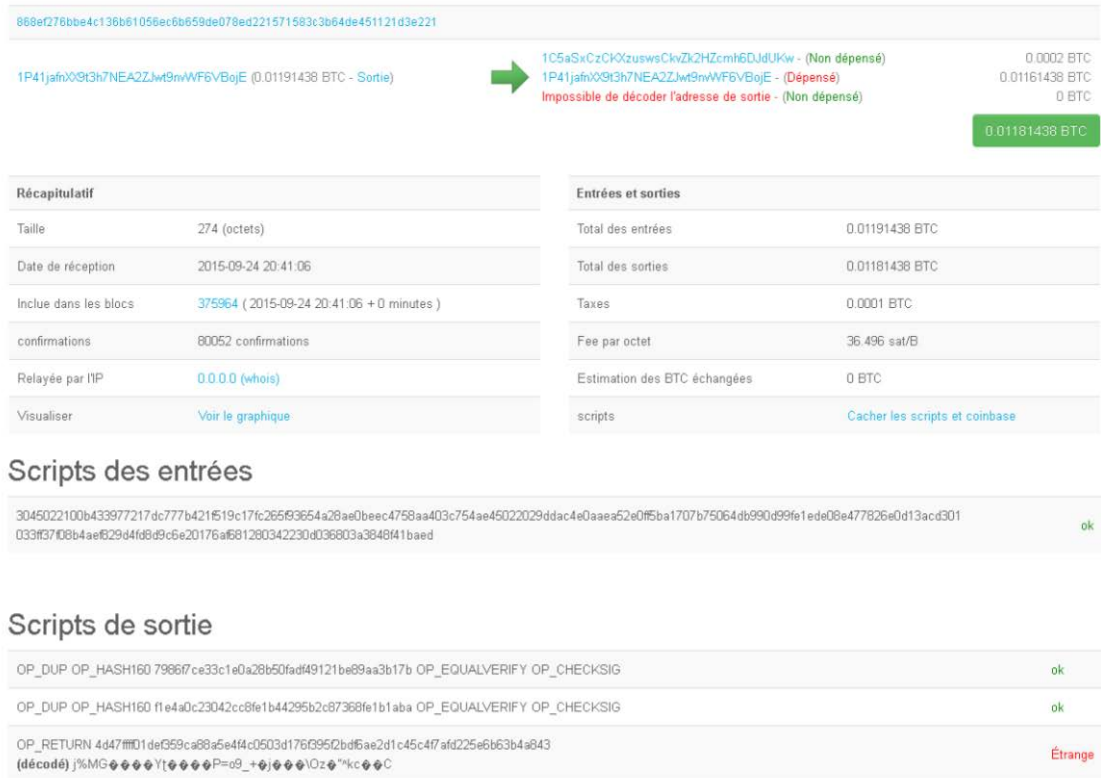 868ef276bbe4c136b61056ec6b659de078ed221571583c3b64de451121d3e221
1P41jafnXX9t3h7NEA2ZJwt9nvWF6VBojE (0.01191438 BTC - Sortie)
1C5aSxCzCKXzuswsCkvZk2HZcmh6DJdUKw - (Non dépensé) 0.0002 BTC
1P41jafnXX9t3h7NEA2ZJwt9nvWF6VBojE - (Dépensé) 0.01161438 BTC
Impossible de décoder l'adresse de sortie - (Non dépensé) 0 BTC
0.01181438 BTC
Récapitulatif
Taille 274 (octets)
Date de réception 2015-09-24 20:41:06
Inclue dans les blocs 375964 ( 2015-09-24 20:41:06 + 0 minutes )
confirmations 80052 confirmations
Relayée par l'IP 0.0.0.0 (whois)
Visualiser Voir le graphique
Entrées et sorties
Total des entrées 0.01191438 BTC
Total des sorties 0.01181438 BTC
Taxes 0.0001 BTC
Fee par octet 36.496 sat/B
Estimation des BTC échangées 0 BTC
scripts Cacher les scripts et coinbase
Scripts des entrées
3045022100b433977217dc777b421f519c17fc265f93654a28ae0beec4758aa403c754ae45022029ddac4e0aaea52e0ff5ba1707b75064db990d99fe1ede08e477826e0d13acd301
033ff37f08b4aef829d4fd8d9c6e20176af681280342230d036803a3848f41baed
ok
Scripts de sortie
OP_DUP OP_HASH160 7986f7ce33c1e0a28b50fadf49121be89aa3b17b OP_EQUALVERIFY OP_CHECKSIG ok
OP_DUP OP_HASH160 f1e4a0c23042cc8fe1b44295b2c87368fe1b1aba OP_EQUALVERIFY OP_CHECKSIG ok
OP_RETURN 4d47ffff01def359ca88a5e4f4c0503d176f395f2bdf6ae2d1c45c4f7afd225e6b63b4a843
(décodé) j%MG����Yʈ����P=o9_+�j���\Oz�"^kc��C
Étrange